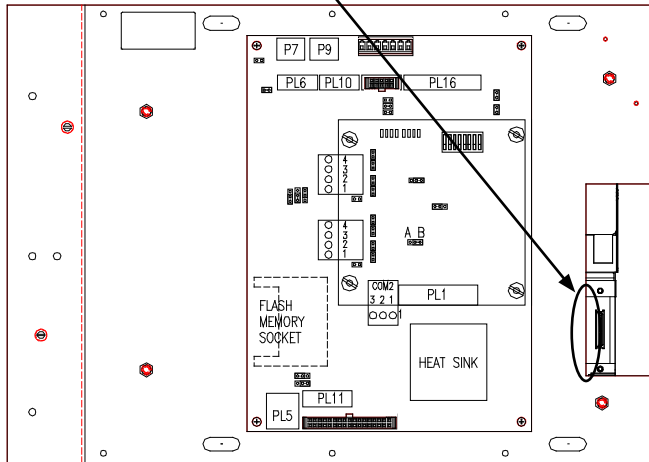 P7 P9
PL6 PL10 PL16
4
3
2
1
4
3
2
1
A B
COM2
3 2 1
1
PL1
FLASH
MEMORY
SOCKET
HEAT SINK
PL11
PL5